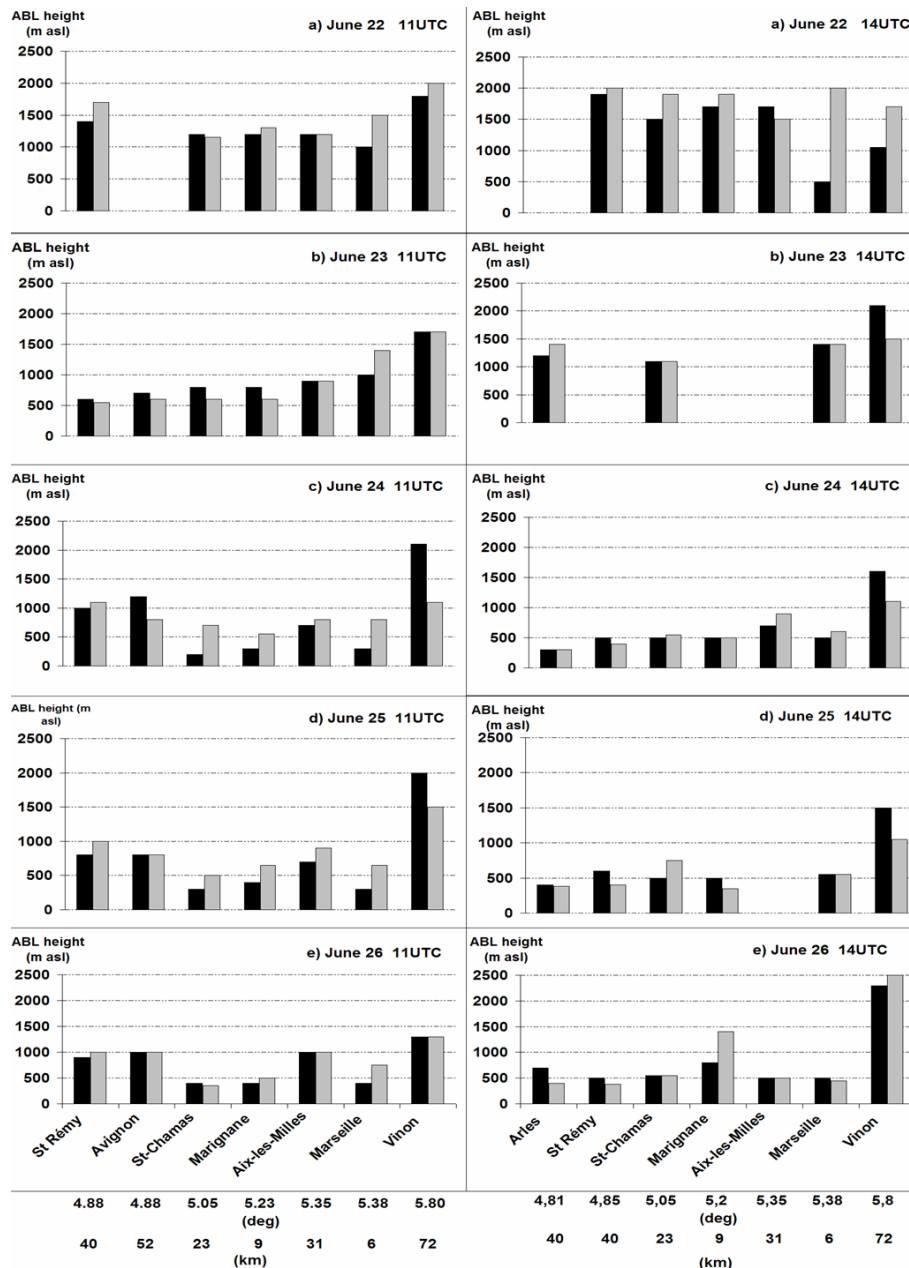 ABL height
(m asl)
a) June 22 11UTC
2500
2000
1500
1000
500
0
ABL height
(m asl)
a) June 22 14UTC
2500
2000
1500
1000
500
0
ABL height
(m asl)
b) June 23 11UTC
2500
2000
1500
1000
500
0
ABL height
(m asl)
b) June 23 14UTC
2500
2000
1500
1000
500
0
ABL height
(m asl)
c) June 24 11UTC
2500
2000
1500
1000
500
0
ABL height
(m asl)
c) June 24 14UTC
2500
2000
1500
1000
500
0
ABL height (m
asl)
d) June 25 11UTC
2500
2000
1500
1000
500
0
ABL height
(m asl)
d) June 25 14UTC
2500
2000
1500
1000
500
0
ABL height
(m asl)
e) June 26 11UTC
2500
2000
1500
1000
500
0
St Rémy
Avignon
St-Chamas
Marignane
Aix-les-Milles
Marseille
Vinon
4.88 4.88 5.05 5.23 5.35 5.38 5.80
(deg)
40 52 23 9 31 6 72
(km)
ABL height
(m asl)
e) June 26 14UTC
2500
2000
1500
1000
500
0
Arles
St Rémy
St-Chamas
Marignane
Aix-les-Milles
Marseille
Vinon
4,81 4,85 5,05 5,2 5,35 5,38 5,8
(deg)
40 40 23 9 31 6 72
(km)